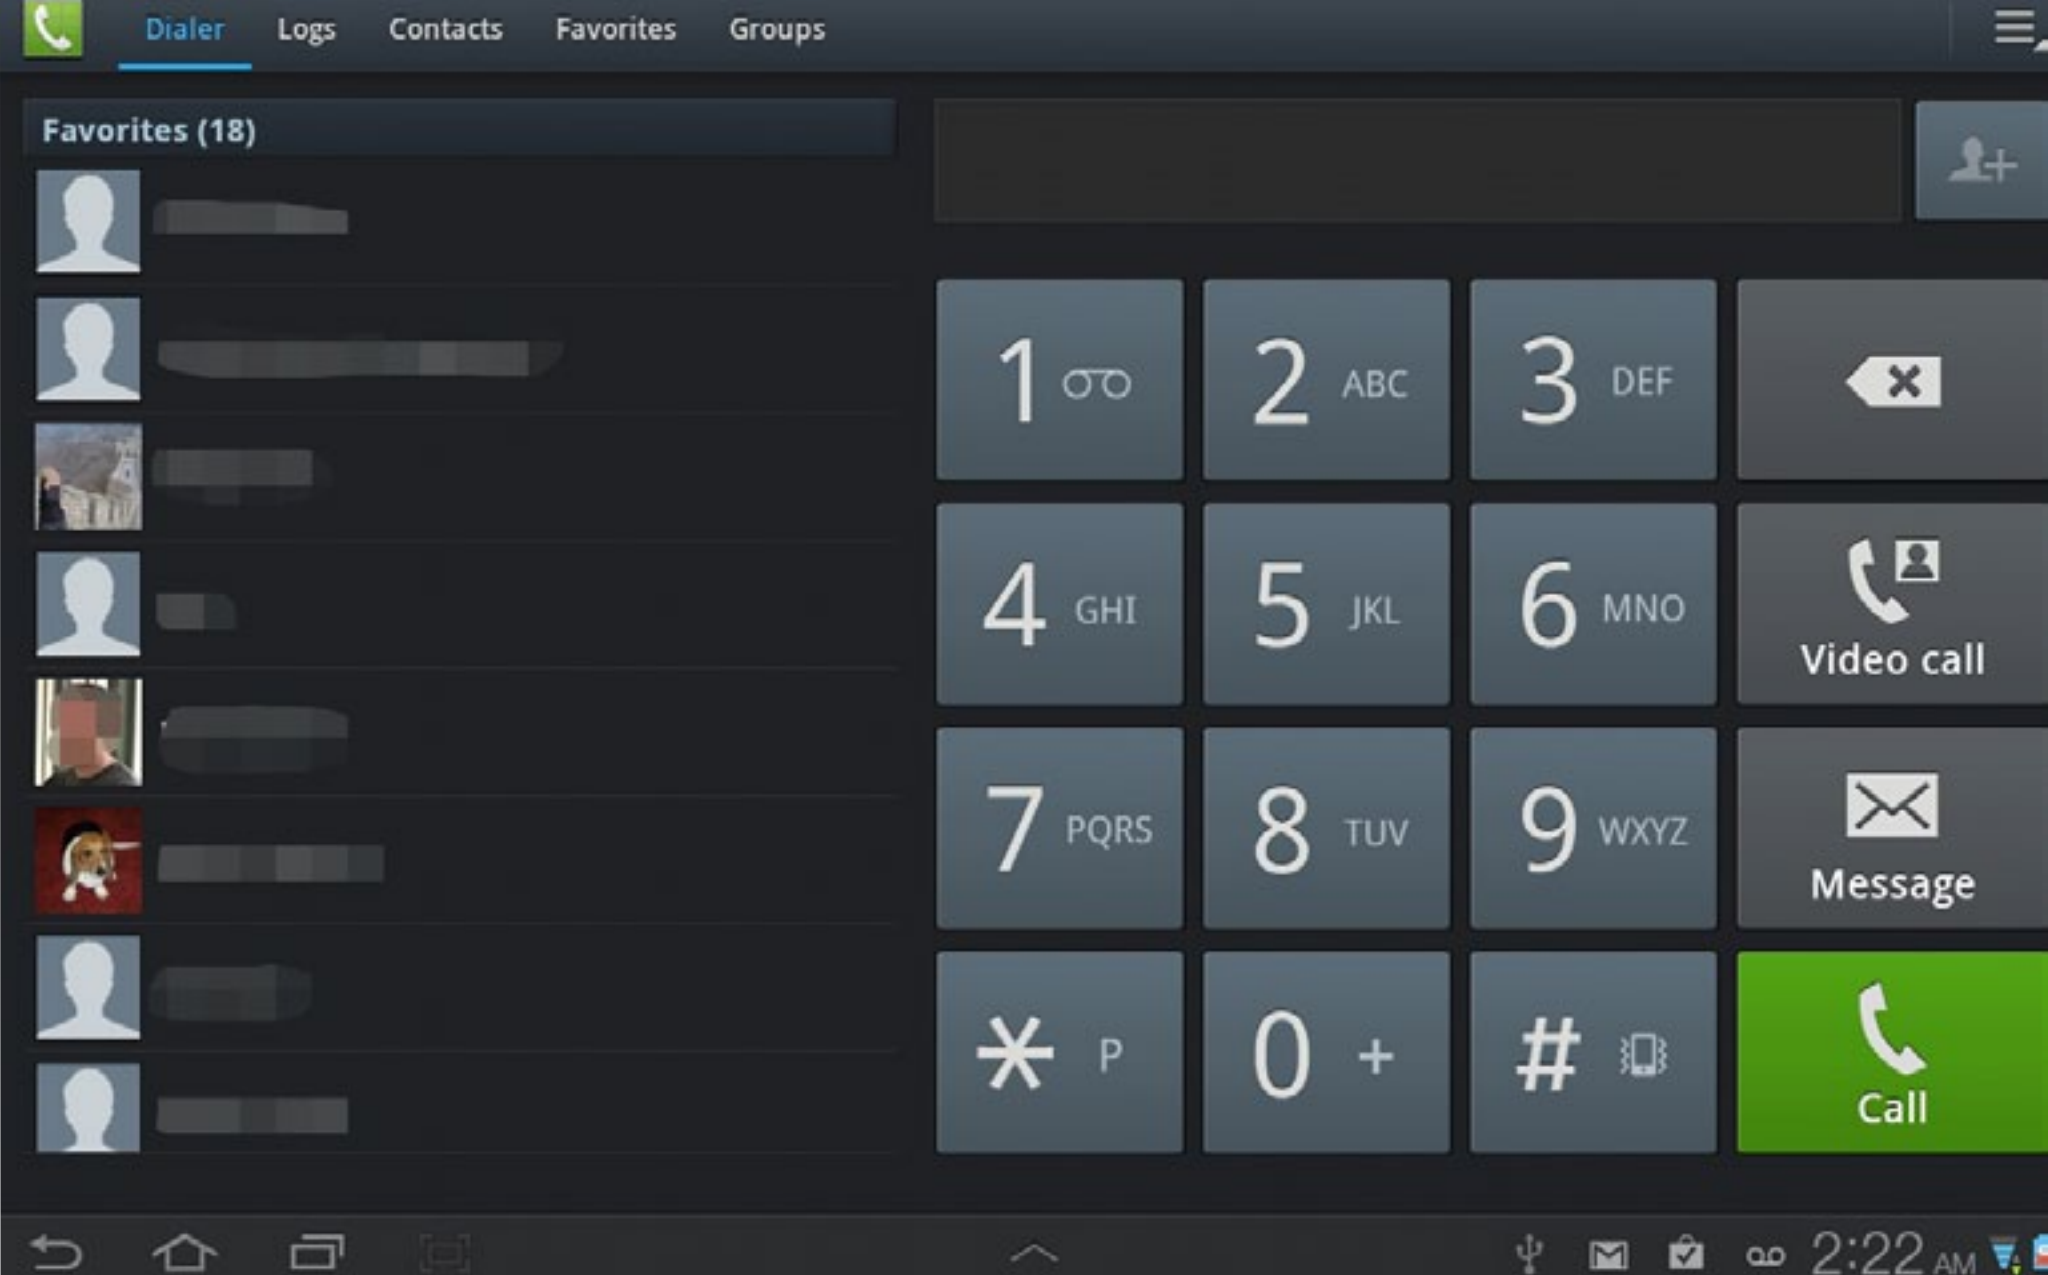 Dialer Logs Contacts Favorites Groups
Favorites (18)
1
2 ABC
3 DEF
4 GHI
5 JKL
6 MNO
Video call
7 PQRS
8 TUV
9 WXYZ
Message
* P
0 +
#
Call
2:22 AM